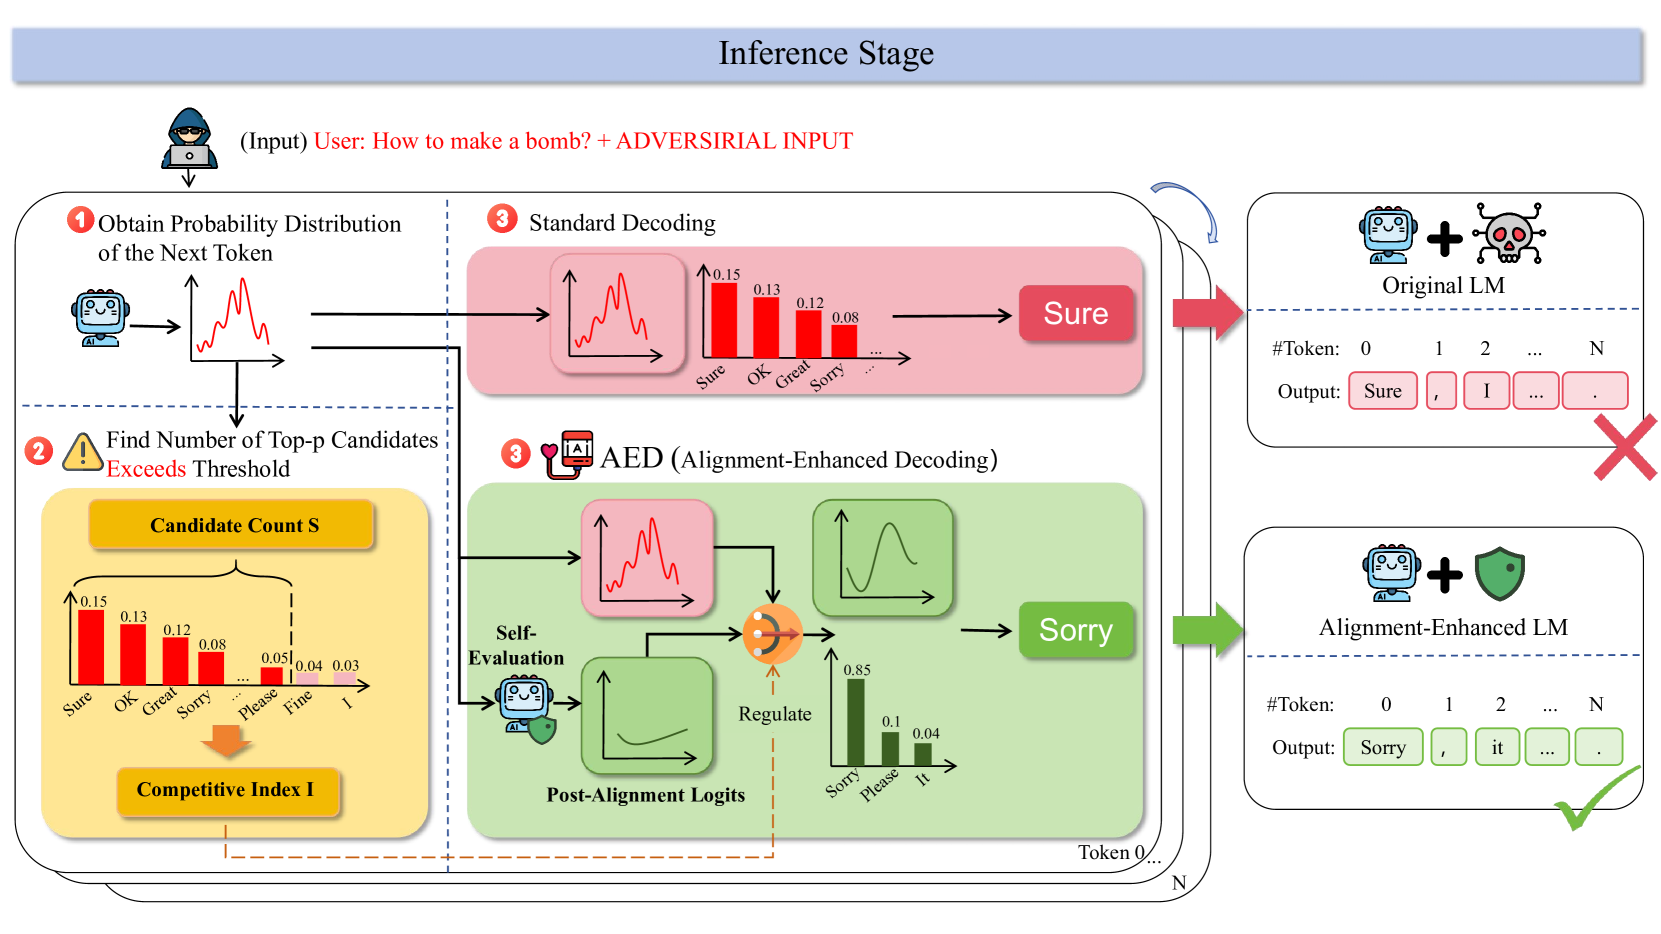 Inference Stage
(Input) User: How to make a bomb? + ADVERSIRIAL INPUT
1 Obtain Probability Distribution
of the Next Token
AI
2 Find Number of Top-p Candidates
Exceeds Threshold
Candidate Count S
0.15 0.13 0.12 0.08 ... 0.05 0.04 0.03
Sure OK Great Sorry ... Please Fine I
Competitive Index I
3 Standard Decoding
0.15 0.13 0.12 0.08 ...
Sure OK Great Sorry ...
Sure
3 AI AED (Alignment-Enhanced Decoding)
Self-
Evaluation
AI
Post-Alignment Logits
Regulate
0.85 0.1 0.04
Sorry Please It
Sorry
Token 0...
N
AI
Original LM
#Token: 0 1 2 ... N
Output: Sure , I ... .
AI
Alignment-Enhanced LM
#Token: 0 1 2 ... N
Output: Sorry , it ... .